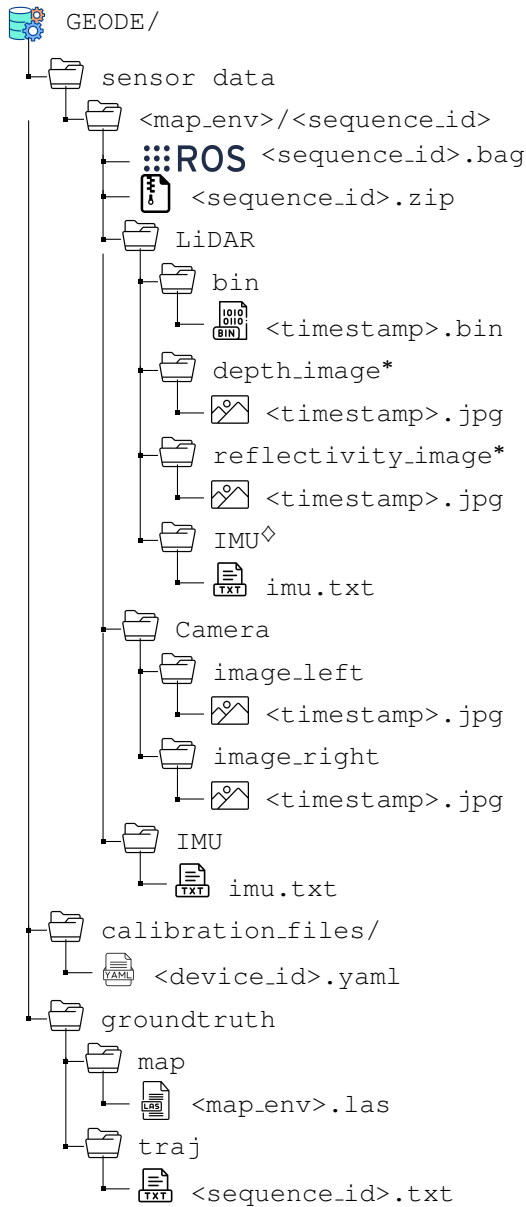 GEODE/
sensor data
<map_env>/<sequence_id>
ROS <sequence_id>.bag
<sequence_id>.zip
LiDAR
bin
1010 0110 BIN <timestamp>.bin
depth_image*
<timestamp>.jpg
reflectivity_image*
<timestamp>.jpg
IMU◇
TXT imu.txt
Camera
image_left
<timestamp>.jpg
image_right
<timestamp>.jpg
IMU
TXT imu.txt
calibration_files/
YAML <device_id>.yaml
groundtruth
map
LAS <map_env>.las
traj
TXT <sequence_id>.txt